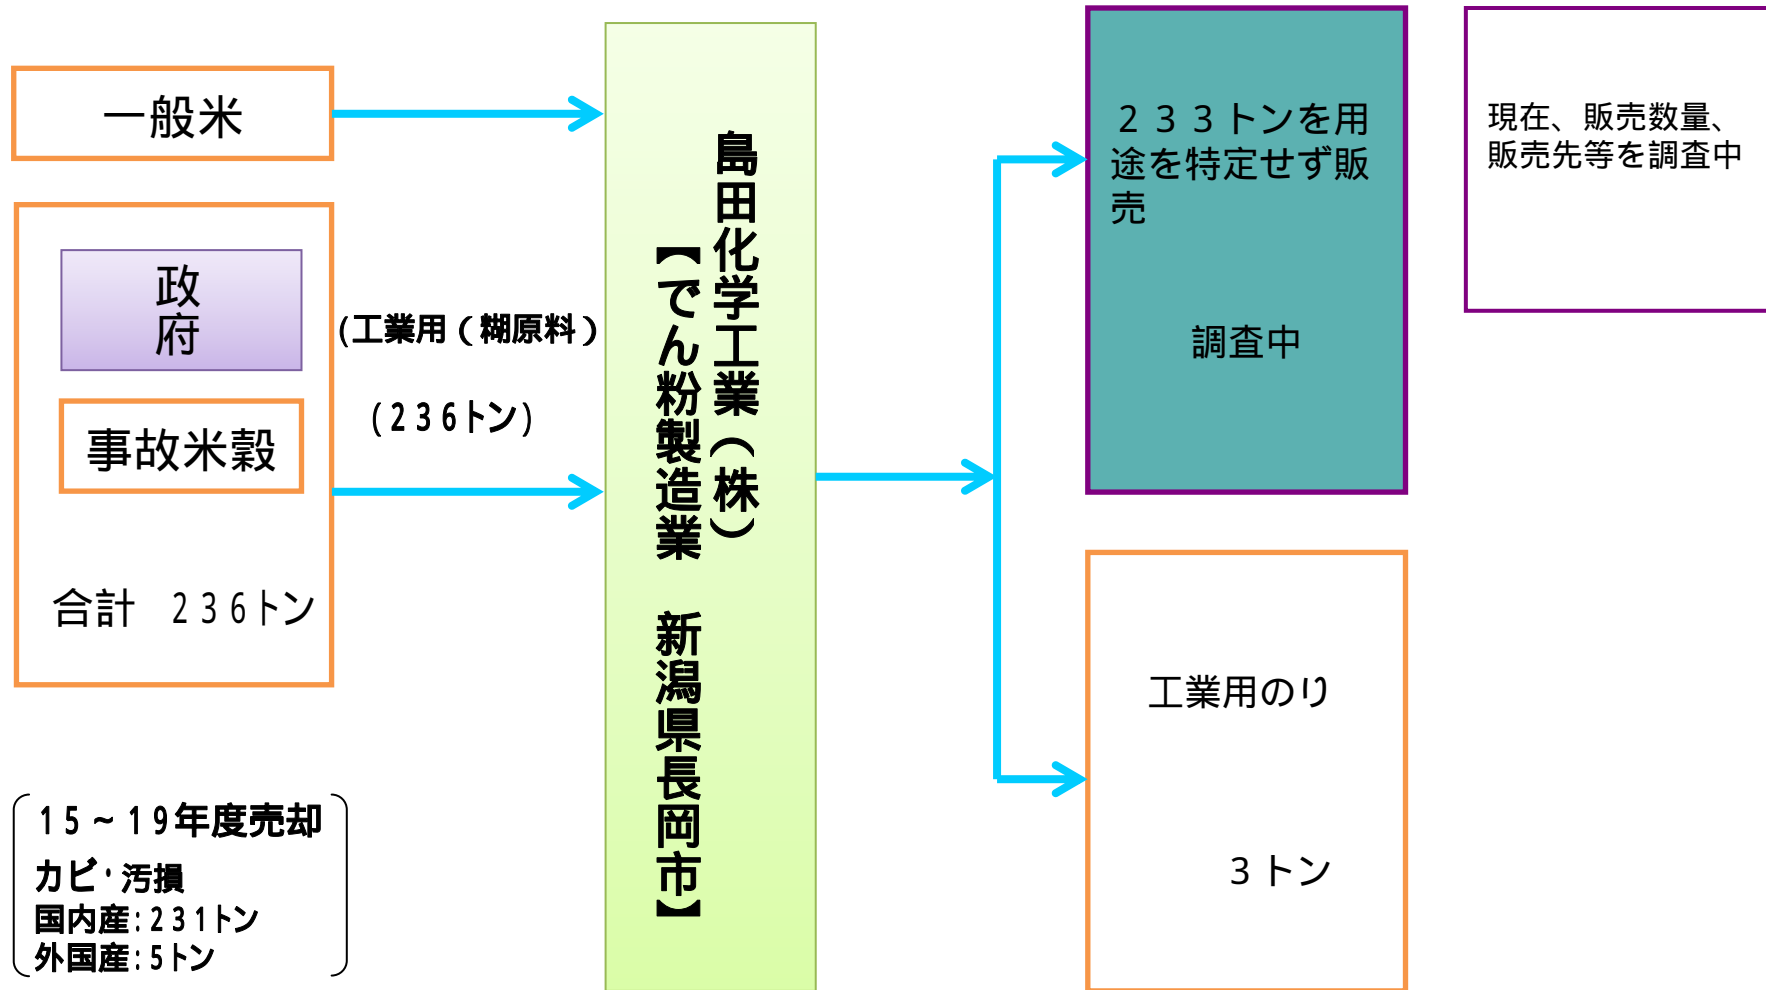 一般米
政
府
事故米穀
合計　２３６トン
１５～１９年度売却
カビ・汚損
国内産：２３１トン
外国産：５トン
(工業用（糊原料）
(２３６トン)
島田化学工業（株）
【でん粉製造業　新潟県長岡市】
２３３トンを用
途を特定せず販
売
調査中
工業用のり
３トン
現在、販売数量、
販売先等を調査中